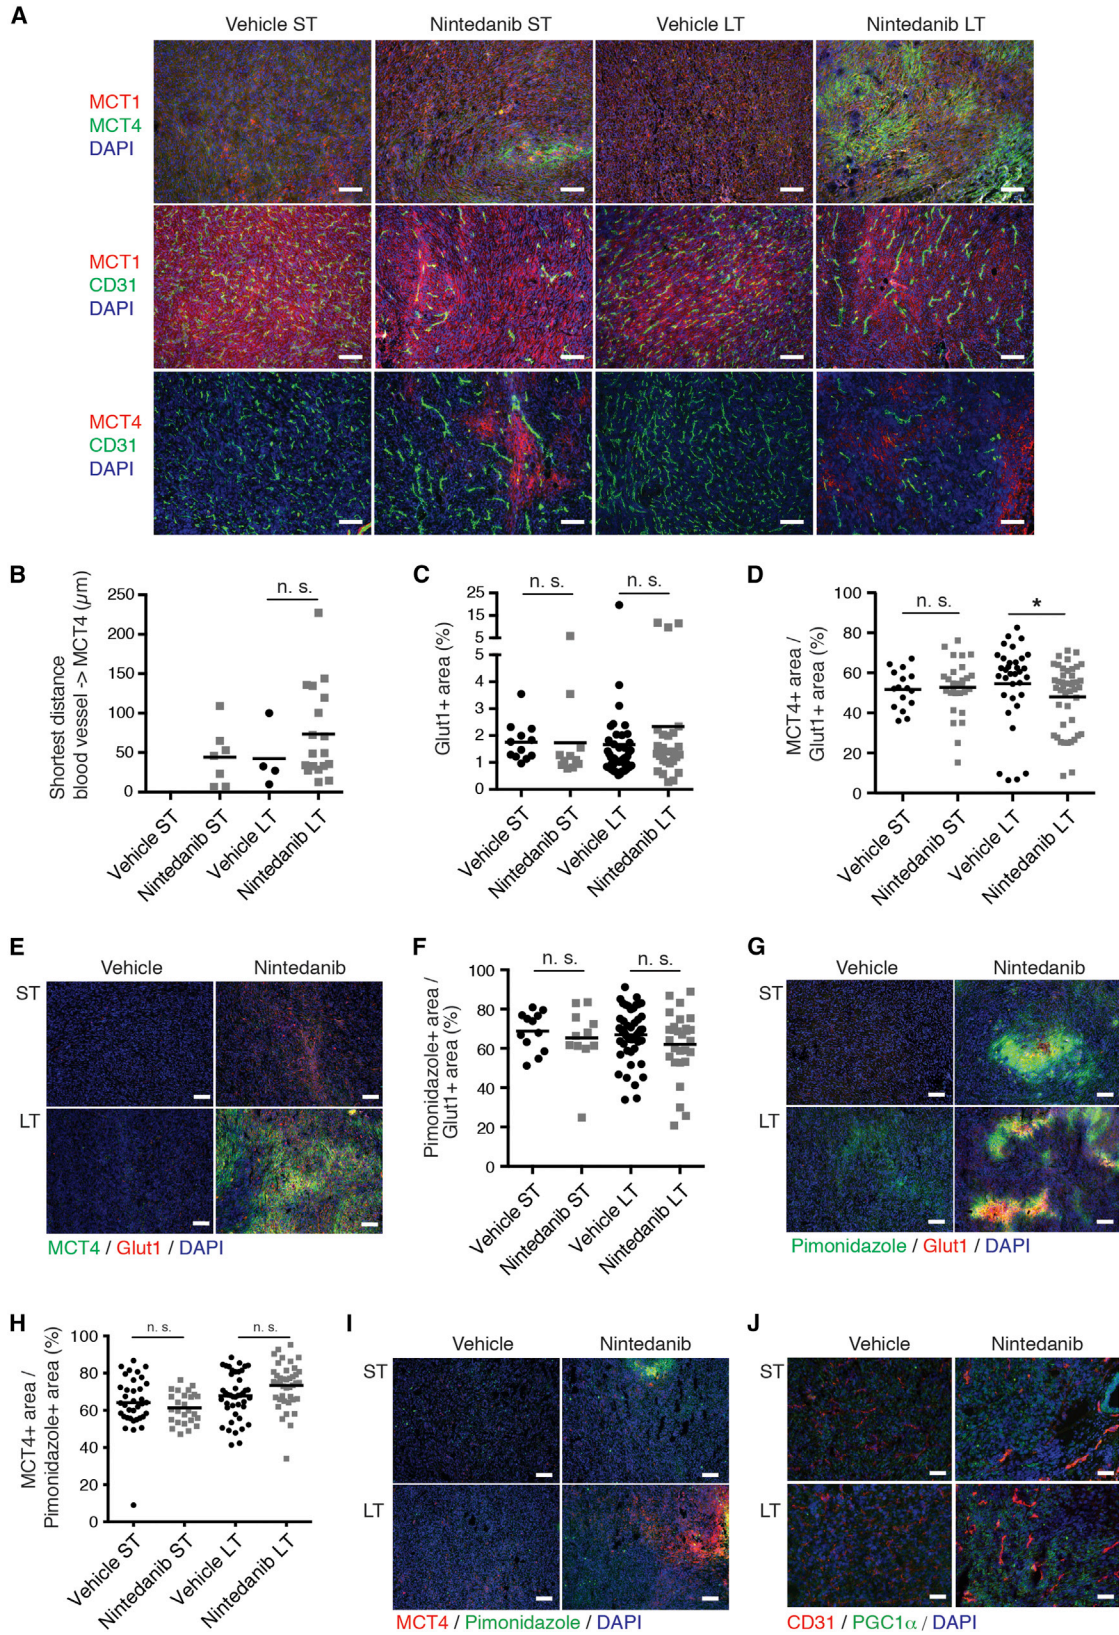 A
Vehicle ST Nintedanib ST Vehicle LT Nintedanib LT
MCT1
MCT4
DAPI
MCT1
CD31
DAPI
MCT4
CD31
DAPI
B
Shortest distance
blood vessel -> MCT4 (µm)
250
200
150
100
50
0
n. s.
Vehicle ST
Nintedanib ST
Vehicle LT
Nintedanib LT
C
Glut1+ area (%)
25
15
5
5
4
3
2
1
0
n. s. n. s.
Vehicle ST
Nintedanib ST
Vehicle LT
Nintedanib LT
D
MCT4+ area /
Glut1+ area (%)
100
80
60
40
20
0
n. s. *
Vehicle ST
Nintedanib ST
Vehicle LT
Nintedanib LT
E
Vehicle Nintedanib
ST
LT
MCT4 / Glut1 / DAPI
F
Pimonidazole+ area /
Glut1+ area (%)
100
80
60
40
20
0
n. s. n. s.
Vehicle ST
Nintedanib ST
Vehicle LT
Nintedanib LT
G
Vehicle Nintedanib
ST
LT
Pimonidazole / Glut1 / DAPI
H
MCT4+ area /
Pimonidazole+ area (%)
100
80
60
40
20
0
n. s. n. s.
Vehicle ST
Nintedanib ST
Vehicle LT
Nintedanib LT
I
Vehicle Nintedanib
ST
LT
MCT4 / Pimonidazole / DAPI
J
Vehicle Nintedanib
ST
LT
CD31 / PGC1α / DAPI